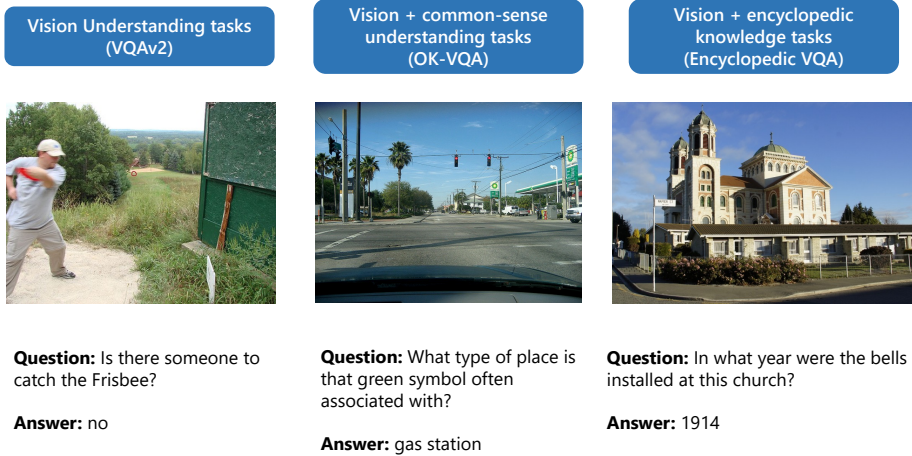 Vision Understanding tasks
(VQAv2)
Vision + common-sense
understanding tasks
(OK-VQA)
Vision + encyclopedic
knowledge tasks
(Encyclopedic VQA)
bp
bp
Question: Is there someone to
catch the Frisbee?
Answer: no
Question: What type of place is
that green symbol often
associated with?
Answer: gas station
Question: In what year were the bells
installed at this church?
Answer: 1914